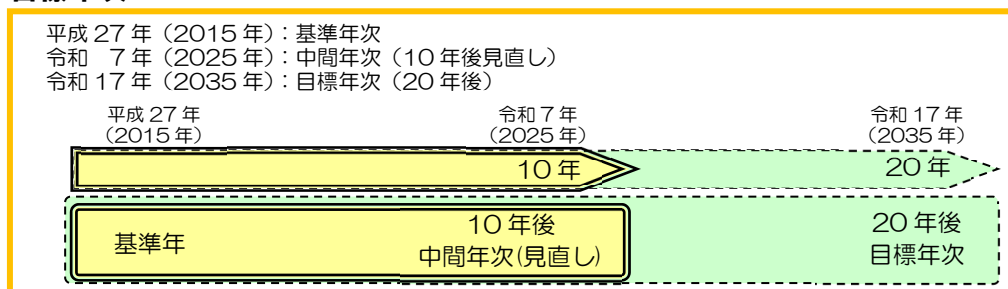 平成 27 年（2015 年）：基準年次
令和　7 年（2025 年）：中間年次（10 年後見直し）
令和 17 年（2035 年）：目標年次（20 年後）
平成 27 年
（2015 年）
令和 7 年
（2025 年）
令和 17 年
（2035 年）
10 年
20 年
基準年
10 年後
中間年次(見直し)
20 年後
目標年次